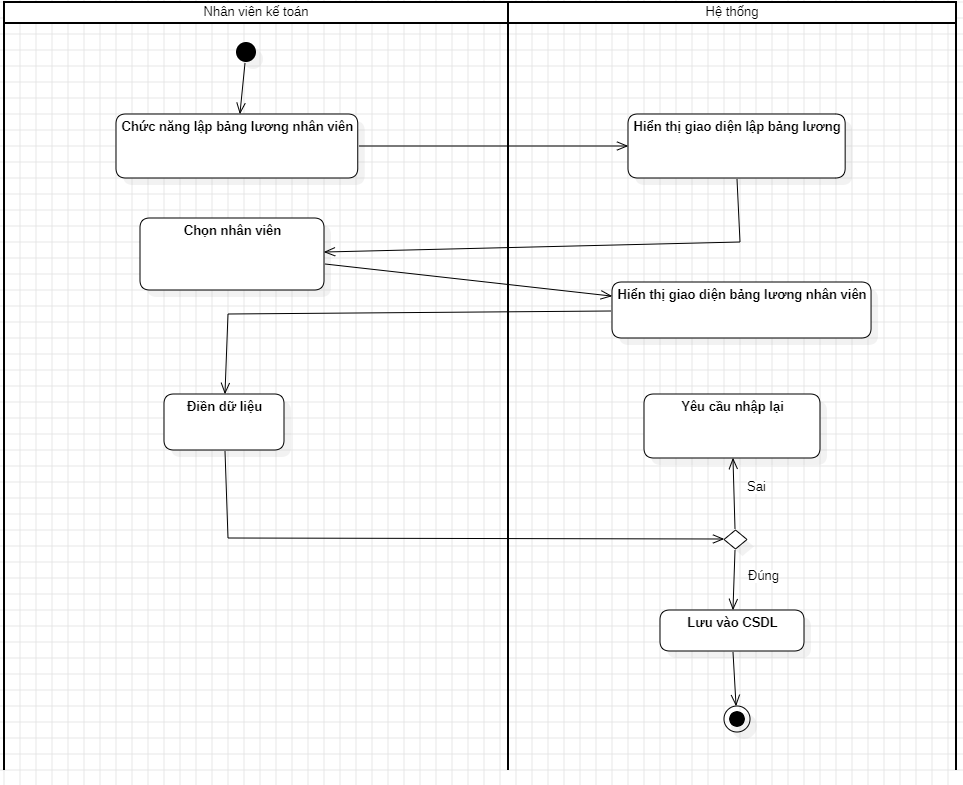 Nhân viên kế toán
Hệ thống
Chức năng lập bảng lương nhân viên
Hiển thị giao diện lập bảng lương
Chọn nhân viên
Hiển thị giao diện bảng lương nhân viên
Điền dữ liệu
Yêu cầu nhập lại
Sai
Đúng
Lưu vào CSDL